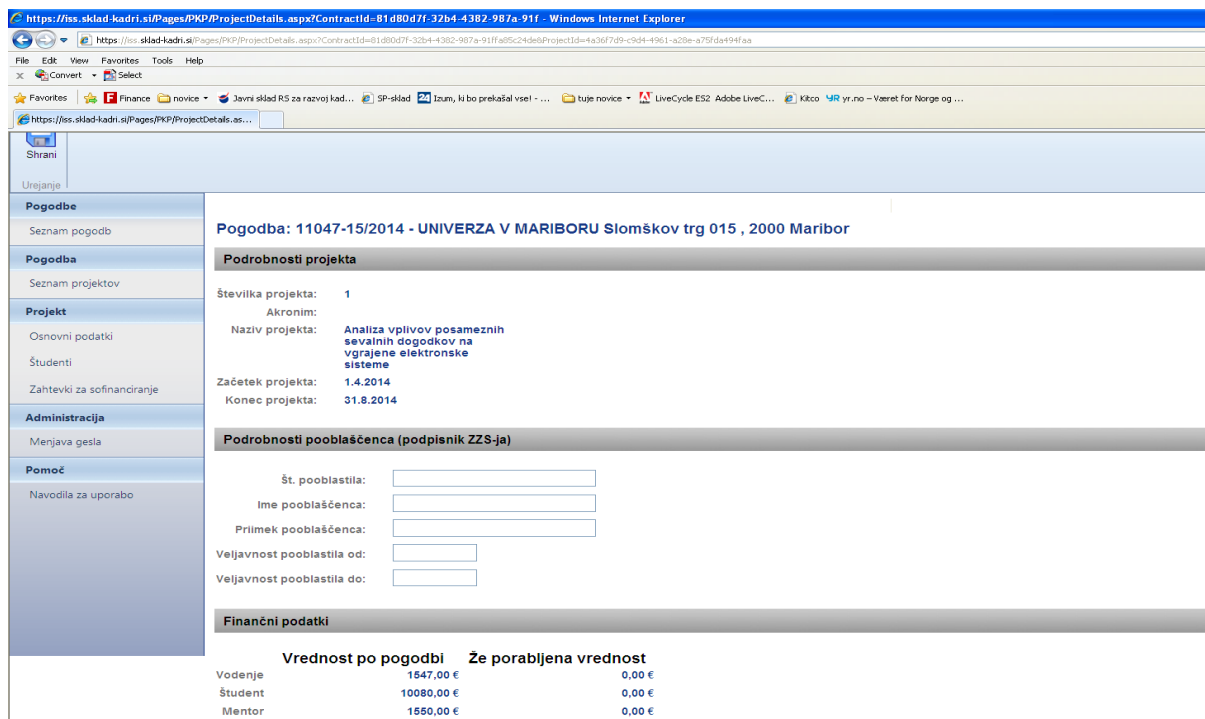 https://iss.sklad-kadri.si/Pages/PKP/ProjectDetails.aspx?ContractId=81d80d7f-32b4-4382-987a-91f - Windows Internet Explorer
https://iss.sklad-kadri.si/Pages/PKP/ProjectDetails.aspx?ContractId=81d80d7f-32b4-4382-987a-91ffa85c24de&ProjectId=4a36f7d9-c9d4-4961-a28e-a75fda494faa
File Edit View Favorites Tools Help
x Convert Select
Favorites Finance novice Javni sklad RS za razvoj kad... SP-sklad 24 Izum, ki bo prekašal vse! - ... tuje novice LiveCycle ES2 Adobe LiveC... Kitco YR yr.no – Været for Norge og ...
https://iss.sklad-kadri.si/Pages/PKP/ProjectDetails.as...
Shrani
Urejanje
Pogodbe
Seznam pogodb
Pogodba
Seznam projektov
Projekt
Osnovni podatki
Študenti
Zahtevki za sofinanciranje
Administracija
Menjava gesla
Pomoč
Navodila za uporabo
Pogodba: 11047-15/2014 - UNIVERZA V MARIBORU Slomškov trg 015 , 2000 Maribor
Podrobnosti projekta
Številka projekta: 1
Akronim:
Naziv projekta: Analiza vplivov posameznih
sevalnih dogodkov na
vgrajene elektronske
sisteme
Začetek projekta: 1.4.2014
Konec projekta: 31.8.2014
Podrobnosti pooblaščenca (podpisnik ZZS-ja)
Št. pooblastila:
Ime pooblaščenca:
Priimek pooblaščenca:
Veljavnost pooblastila od:
Veljavnost pooblastila do:
Finančni podatki
Vrednost po pogodbi Že porabljena vrednost
Vodenje 1547,00 € 0,00 €
Študent 10080,00 € 0,00 €
Mentor 1550,00 € 0,00 €